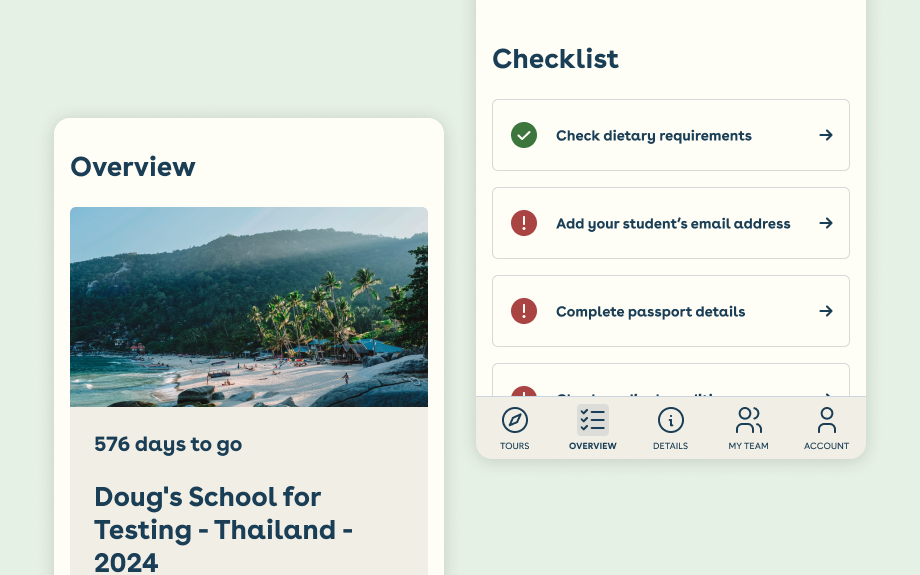 Overview
576 days to go
Doug's School for
Testing - Thailand -
2024
Checklist
Check dietary requirements
Add your student’s email address
Complete passport details
TOURS
OVERVIEW
DETAILS
MY TEAM
ACCOUNT